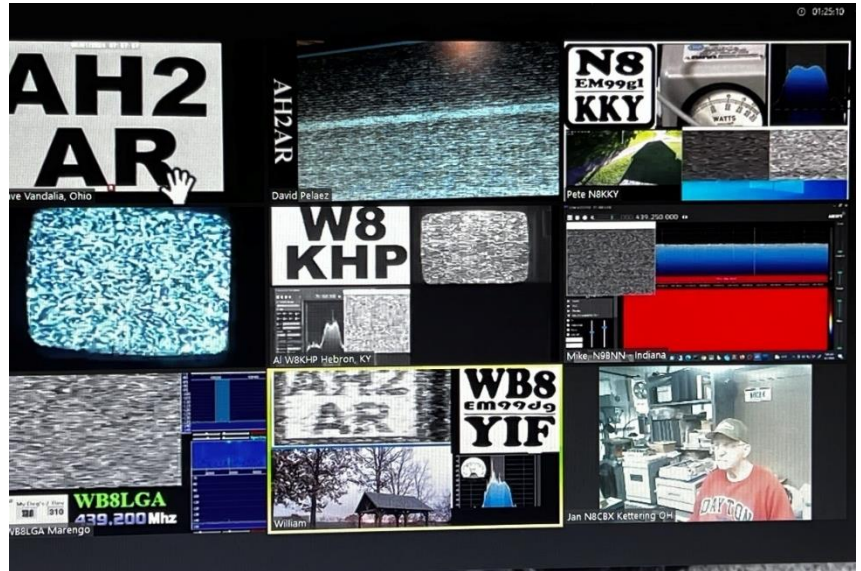 01:25:10
AH2
AR
Vandalia, Ohio
AH2AR
David Pelaez
N8
EM99gl
KKY
WATTS
Pete N8KKY
W8
KHP
Al W8KHP Hebron, KY
439.250.000
Mike N9BNN - Indiana
WB8LGA
439.200 Mhz
310
WB8LGA Marengo
AH2
AR
WB8
EM99dg
YIF
William
DAYTON
Jan N8CBX Kettering OH